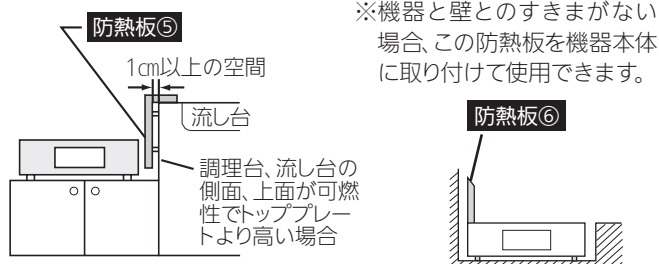 防熱板⑤
1㎝以上の空間
流し台
調理台、流し台の
側面、上面が可燃
性でトッププレー
トより高い場合
※機器と壁とのすきまがない
場合、この防熱板を機器本体
に取り付けて使用できます。
防熱板⑥